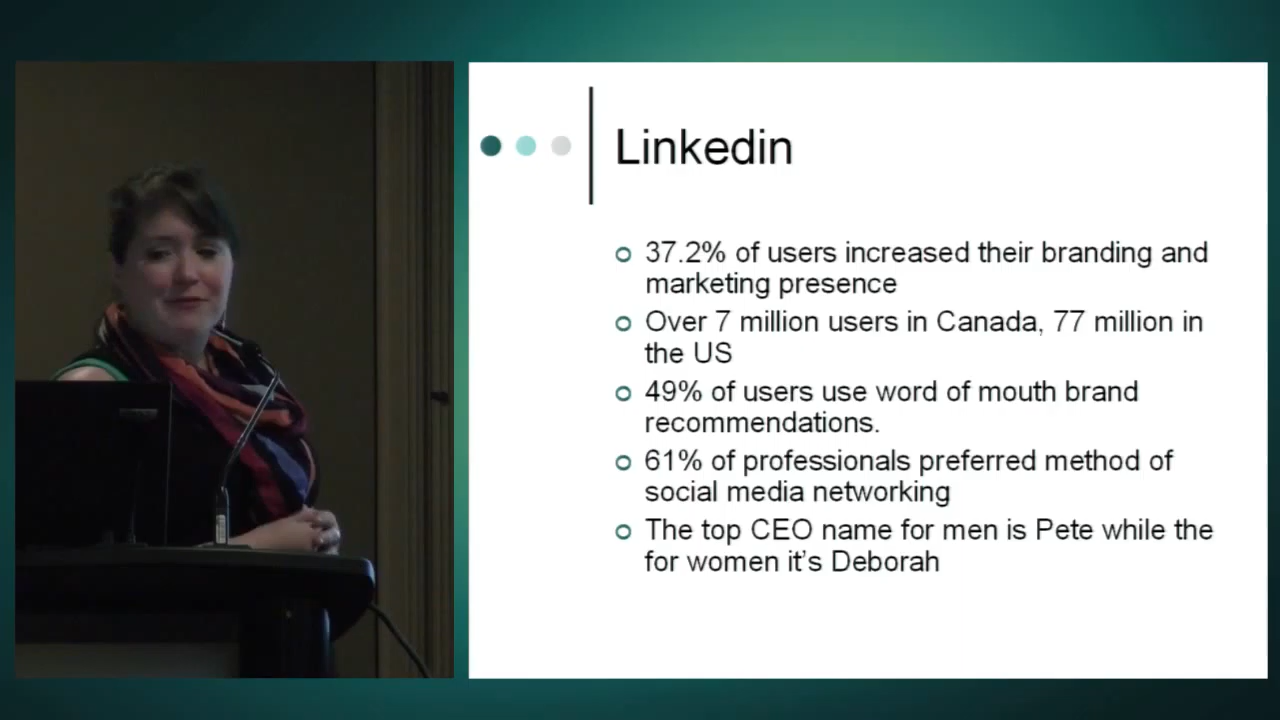 Linkedin
37.2% of users increased their branding and
marketing presence
Over 7 million users in Canada, 77 million in
the US
49% of users use word of mouth brand
recommendations.
61% of professionals preferred method of
social media networking
The top CEO name for men is Pete while the
for women it's Deborah